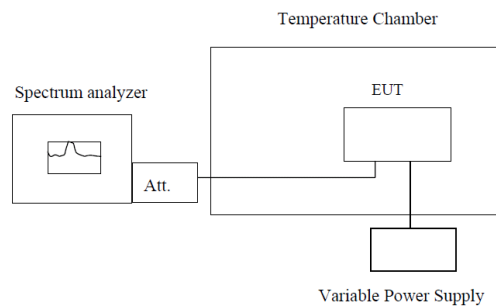 Temperature Chamber
Spectrum analyzer
EUT
Att.
Variable Power Supply